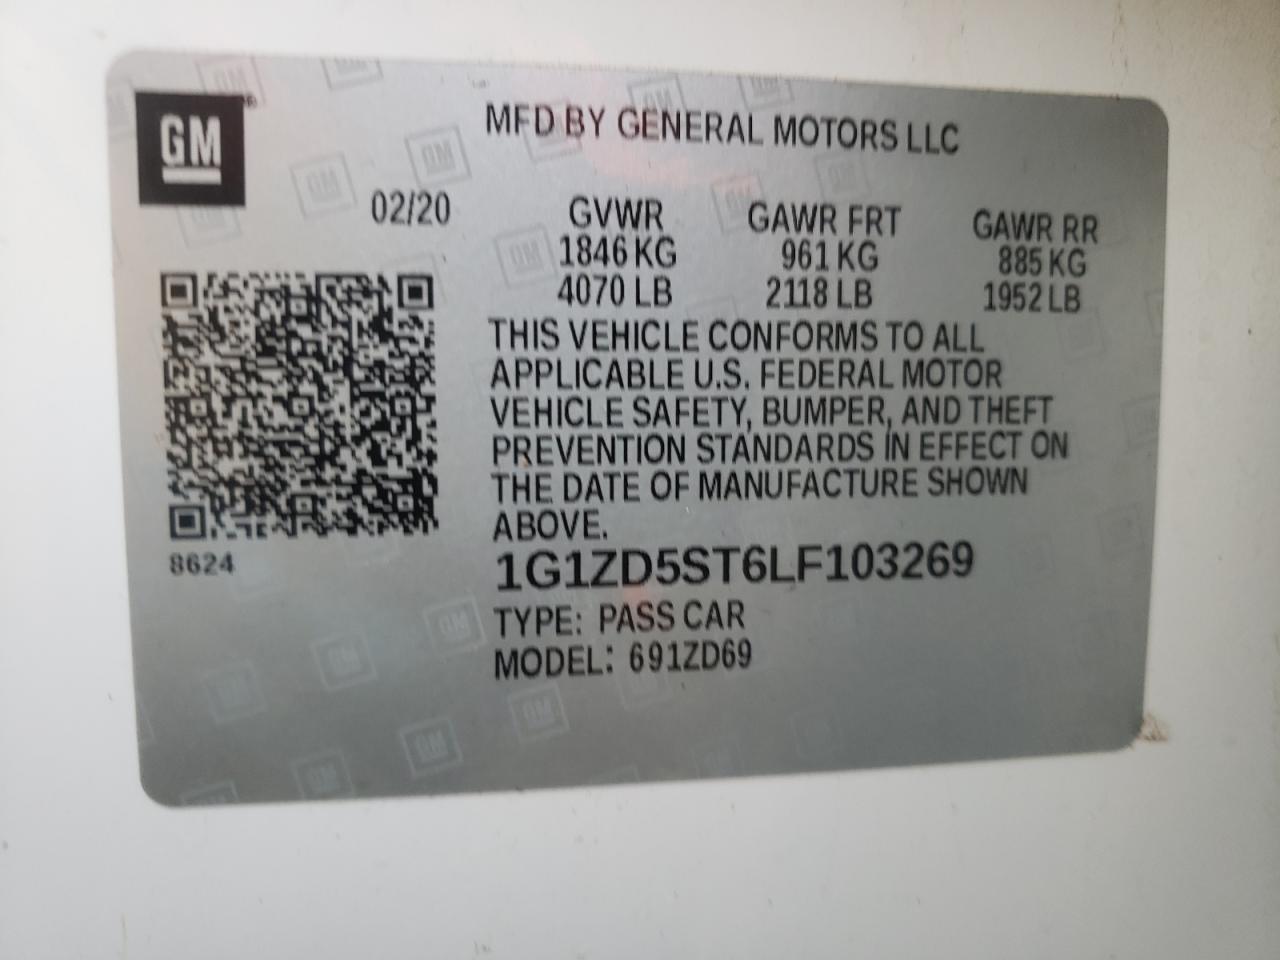 GM
MFD BY GENERAL MOTORS LLC
02/20 GVWR GAWR FRT GAWR RR
1846 KG 961 KG 885 KG
4070 LB 2118 LB 1952 LB
THIS VEHICLE CONFORMS TO ALL
APPLICABLE U.S. FEDERAL MOTOR
VEHICLE SAFETY, BUMPER, AND THEFT
PREVENTION STANDARDS IN EFFECT ON
THE DATE OF MANUFACTURE SHOWN
ABOVE.
8624
1G1ZD5ST6LF103269
TYPE: PASS CAR
MODEL: 691ZD69